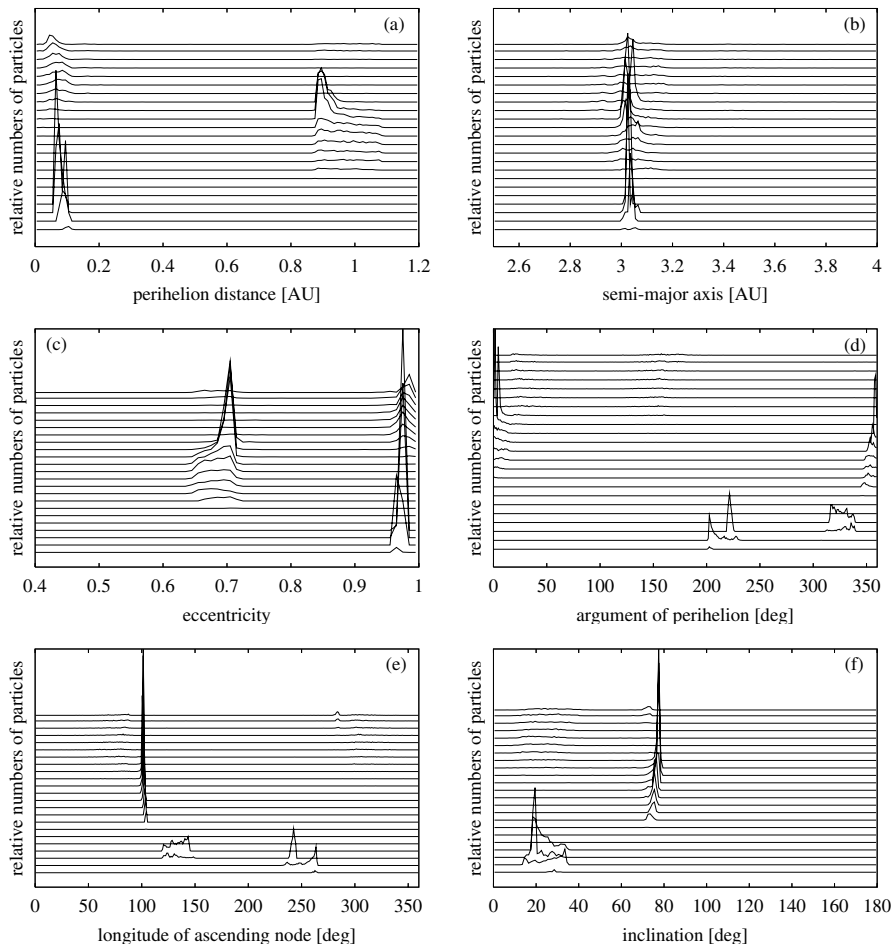 (a)
relative numbers of particles
0 0.2 0.4 0.6 0.8 1 1.2
perihelion distance [AU]
(b)
relative numbers of particles
2.6 2.8 3 3.2 3.4 3.6 3.8 4
semi-major axis [AU]
(c)
relative numbers of particles
0.4 0.5 0.6 0.7 0.8 0.9 1
eccentricity
(d)
relative numbers of particles
0 50 100 150 200 250 300 350
argument of perihelion [deg]
(e)
relative numbers of particles
0 50 100 150 200 250 300 350
longitude of ascending node [deg]
(f)
relative numbers of particles
0 20 40 60 80 100 120 140 160 180
inclination [deg]